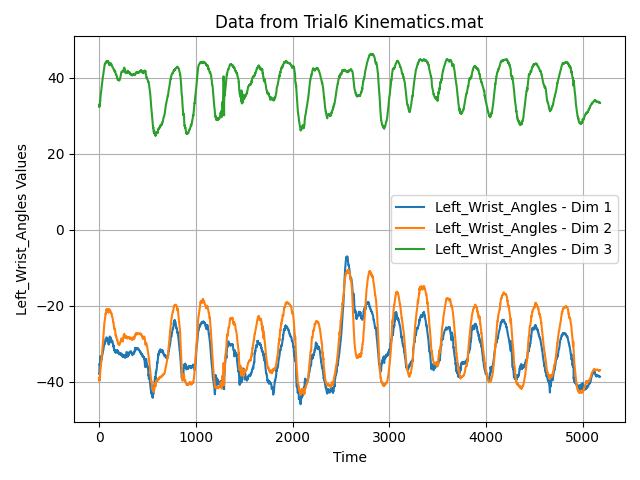 Data from Trial6 Kinematics.mat
Left_Wrist_Angles Values
40
20
0
−20
−40
Left_Wrist_Angles - Dim 1
Left_Wrist_Angles - Dim 2
Left_Wrist_Angles - Dim 3
0 1000 2000 3000 4000 5000
Time